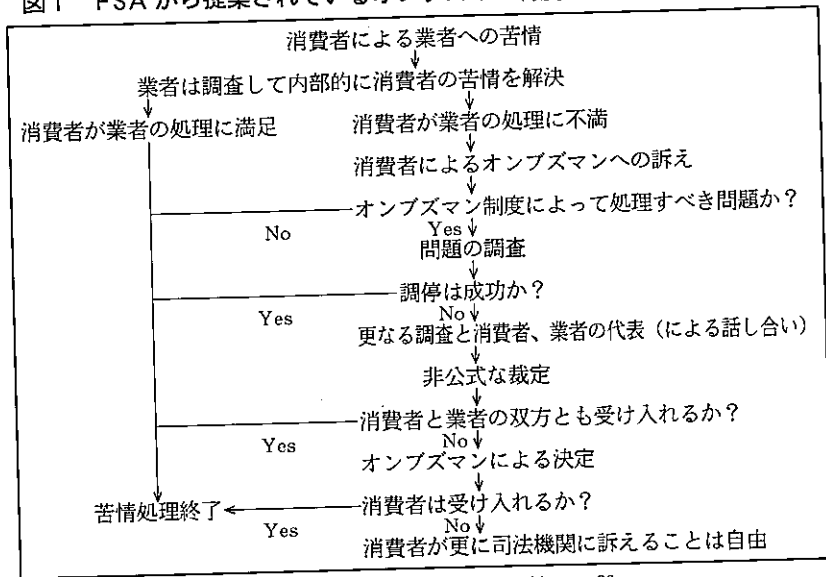 図1 FSAから提案されているオンブズマン
消費者による業者への苦情
業者は調査して内部的に消費者の苦情を解決
消費者が業者の処理に満足 消費者が業者の処理に不満
消費者によるオンブズマンへの訴え
オンブズマン制度によって処理すべき問題か？
No Yes
問題の調査
調停は成功か？
Yes No
更なる調査と消費者、業者の代表（による話し合い）
非公式な裁定
消費者と業者の双方とも受け入れるか？
Yes No
オンブズマンによる決定
苦情処理終了 消費者は受け入れるか？
Yes No
消費者が更に司法機関に訴えることは自由